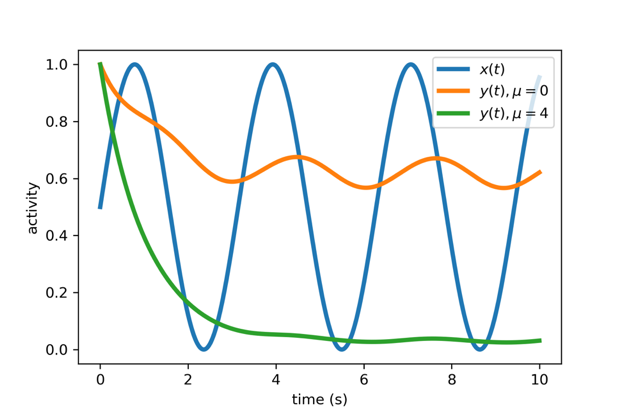 1.0
0.8
0.6
0.4
0.2
0.0
activity
x(t)
y(t), μ = 0
y(t), μ = 4
0 2 4 6 8 10
time (s)